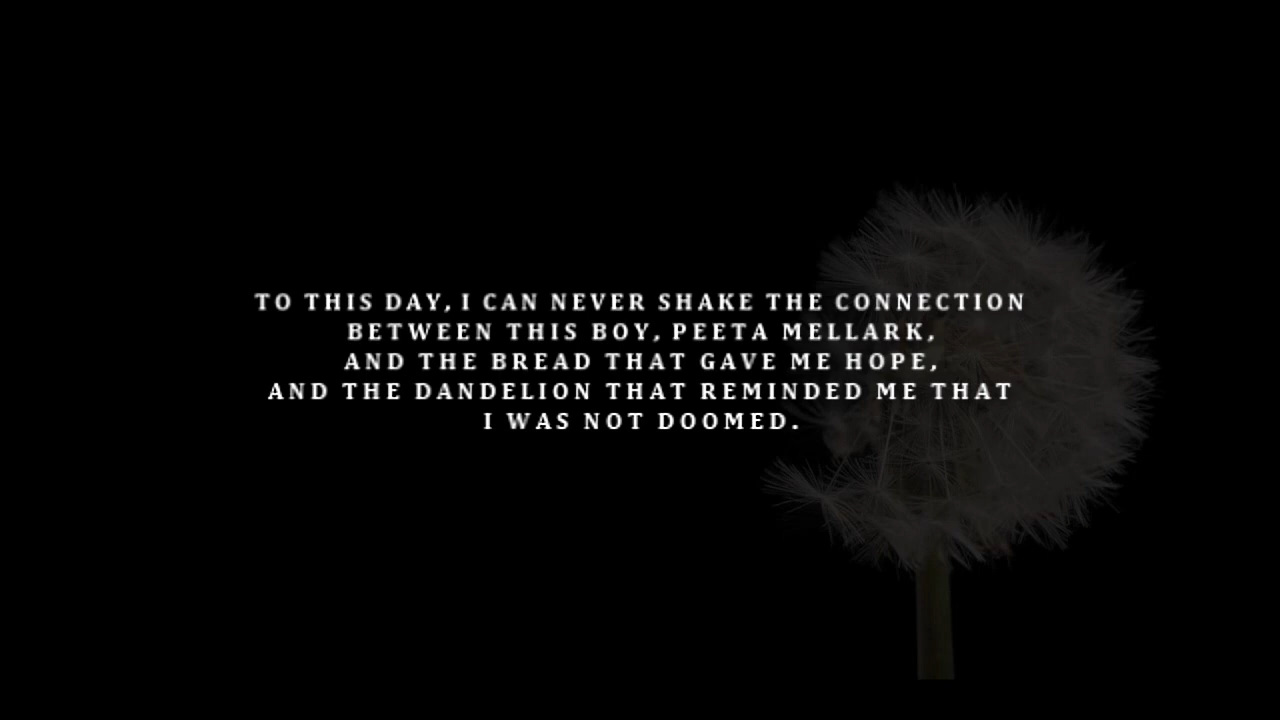 TO THIS DAY, I CAN NEVER SHAKE THE CONNECTION
BETWEEN THIS BOY, PEETA MELLARK,
AND THE BREAD THAT GAVE ME HOPE,
AND THE DANDELION THAT REMINDED ME THAT
I WAS NOT DOOMED.